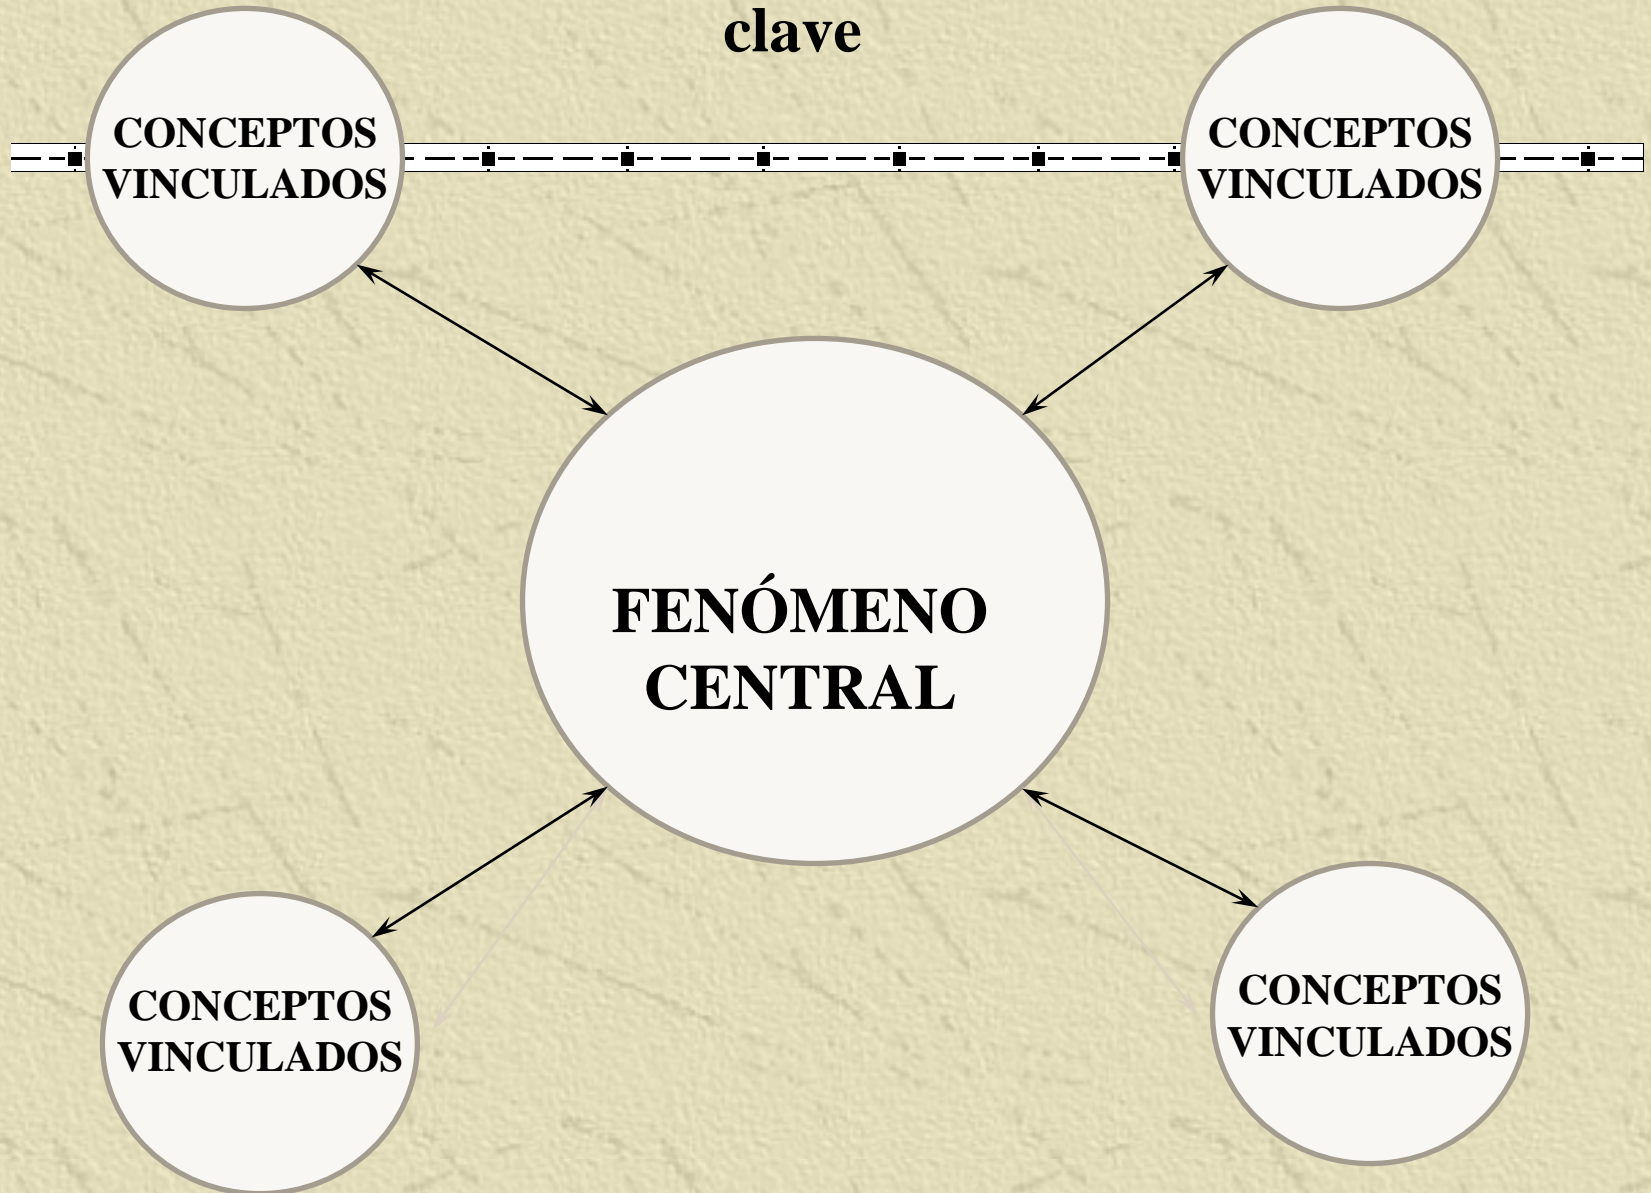 clave
CONCEPTOS
VINCULADOS
CONCEPTOS
VINCULADOS
FENÓMENO
CENTRAL
CONCEPTOS
VINCULADOS
CONCEPTOS
VINCULADOS